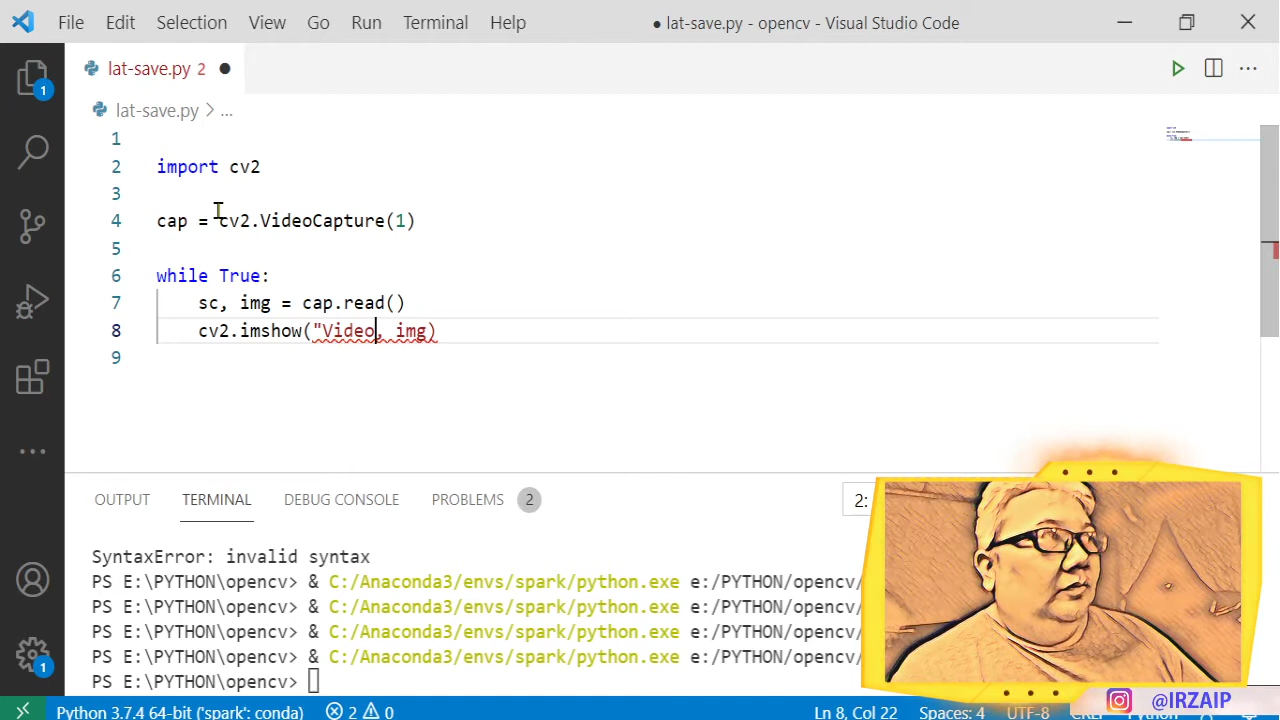 File Edit Selection View Go Run Terminal Help ● lat-save.py - opencv - Visual Studio Code
lat-save.py 2
lat-save.py > ...
1
2 import cv2
3
4 cap = cv2.VideoCapture(1)
5
6 while True:
7 sc, img = cap.read()
8 cv2.imshow("Video, img)
9
OUTPUT TERMINAL DEBUG CONSOLE PROBLEMS 2 2:
SyntaxError: invalid syntax
PS E:\PYTHON\opencv> & C:/Anaconda3/envs/spark/python.exe e:/PYTHON/opencv/
PS E:\PYTHON\opencv> & C:/Anaconda3/envs/spark/python.exe e:/PYTHON/opencv/
PS E:\PYTHON\opencv> & C:/Anaconda3/envs/spark/python.exe e:/PYTHON/opencv/
PS E:\PYTHON\opencv> & C:/Anaconda3/envs/spark/python.exe e:/PYTHON/opencv/
PS E:\PYTHON\opencv>
1
1
@IRZAIP
Python 3.7.4 64-bit ('spark': conda) 2 0 Ln 8, Col 22 Spaces: 4 UTF-8 CRLF Python